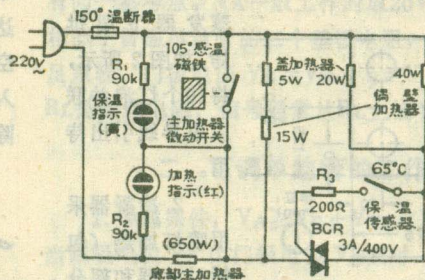 150° 温断器
220V
~
R₁
90k
保温
指示
(黄)
105°感温
磁铁
主加热器
微动开关
加热
指示(红)
R₂
90k
(650W)
底部主加热器
盖加热器
5W 20W
40w
锅壁
加热器
15W
R₃
200Ω
65°C
保温
传感器
BCR
3A/400V